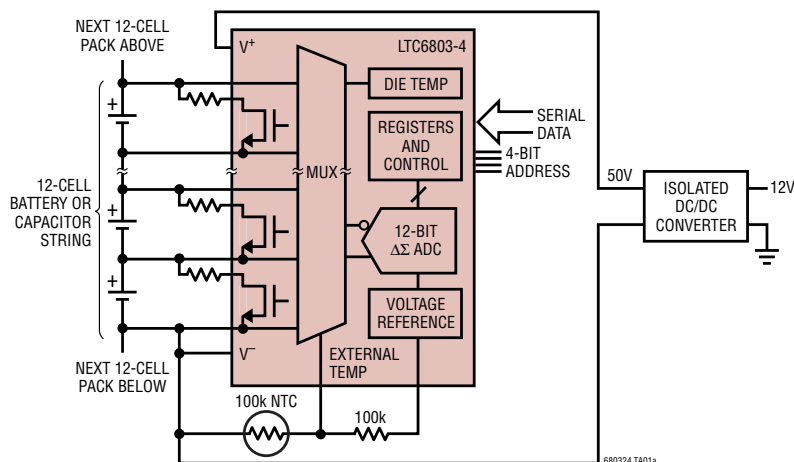 NEXT 12-CELL
PACK ABOVE
V+
LTC6803-4
DIE TEMP
+
REGISTERS
AND
CONTROL
SERIAL
DATA
4-BIT
ADDRESS
MUX
12-CELL
BATTERY OR
CAPACITOR
STRING
+
+
12-BIT
ΔΣ ADC
50V
ISOLATED
DC/DC
CONVERTER
12V
VOLTAGE
REFERENCE
V−
EXTERNAL
TEMP
NEXT 12-CELL
PACK BELOW
100k NTC
100k
680324 TA01a